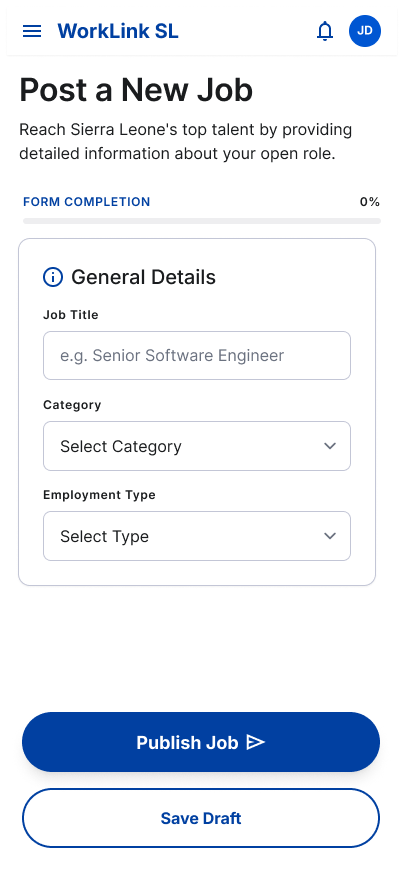 WorkLink SL
JD
Post a New Job
Reach Sierra Leone's top talent by providing
detailed information about your open role.
FORM COMPLETION 0%
General Details
Job Title
e.g. Senior Software Engineer
Category
Select Category
Employment Type
Select Type
Publish Job
Save Draft